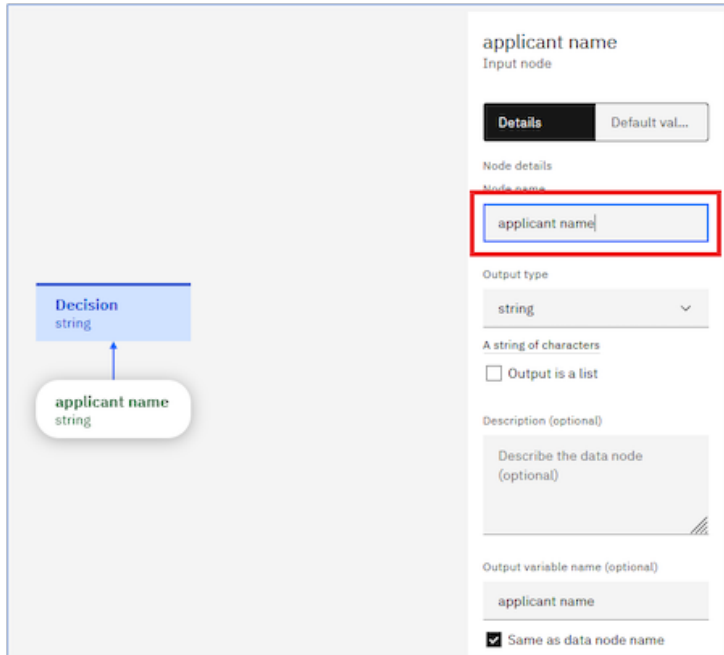 Decision
string
applicant name
string
applicant name
Input node
Details
Default val...
Node details
Node name
applicant name
Output type
string
A string of characters
Output is a list
Description (optional)
Describe the data node
(optional)
Output variable name (optional)
applicant name
Same as data node name